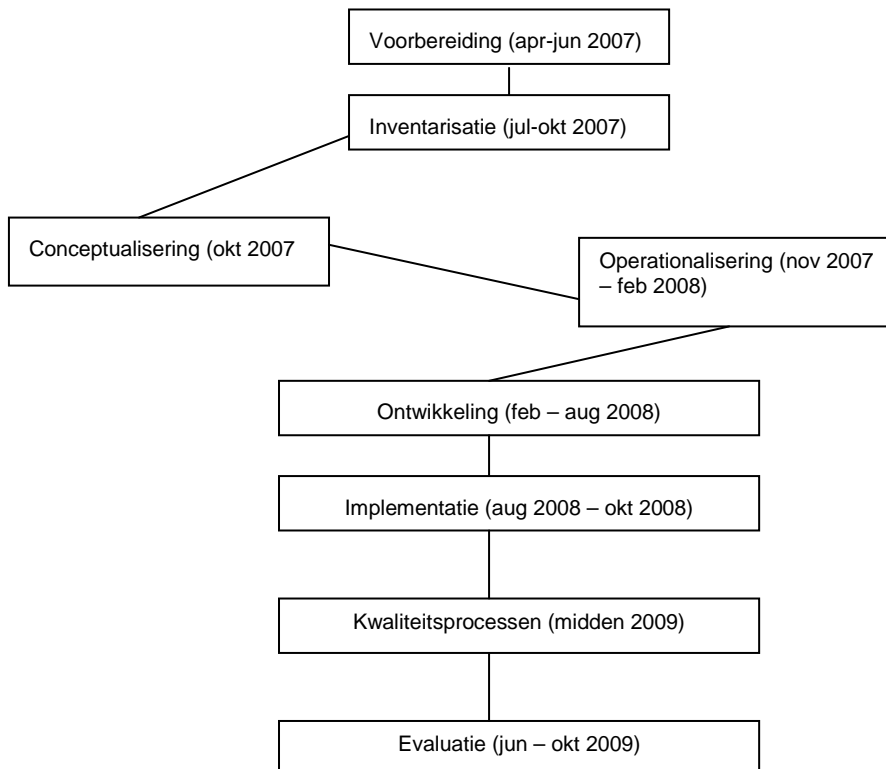 Voorbereiding (apr-jun 2007)
Inventarisatie (jul-okt 2007)
Conceptualisering (okt 2007
Operationalisering (nov 2007
– feb 2008)
Ontwikkeling (feb – aug 2008)
Implementatie (aug 2008 – okt 2008)
Kwaliteitsprocessen (midden 2009)
Evaluatie (jun – okt 2009)